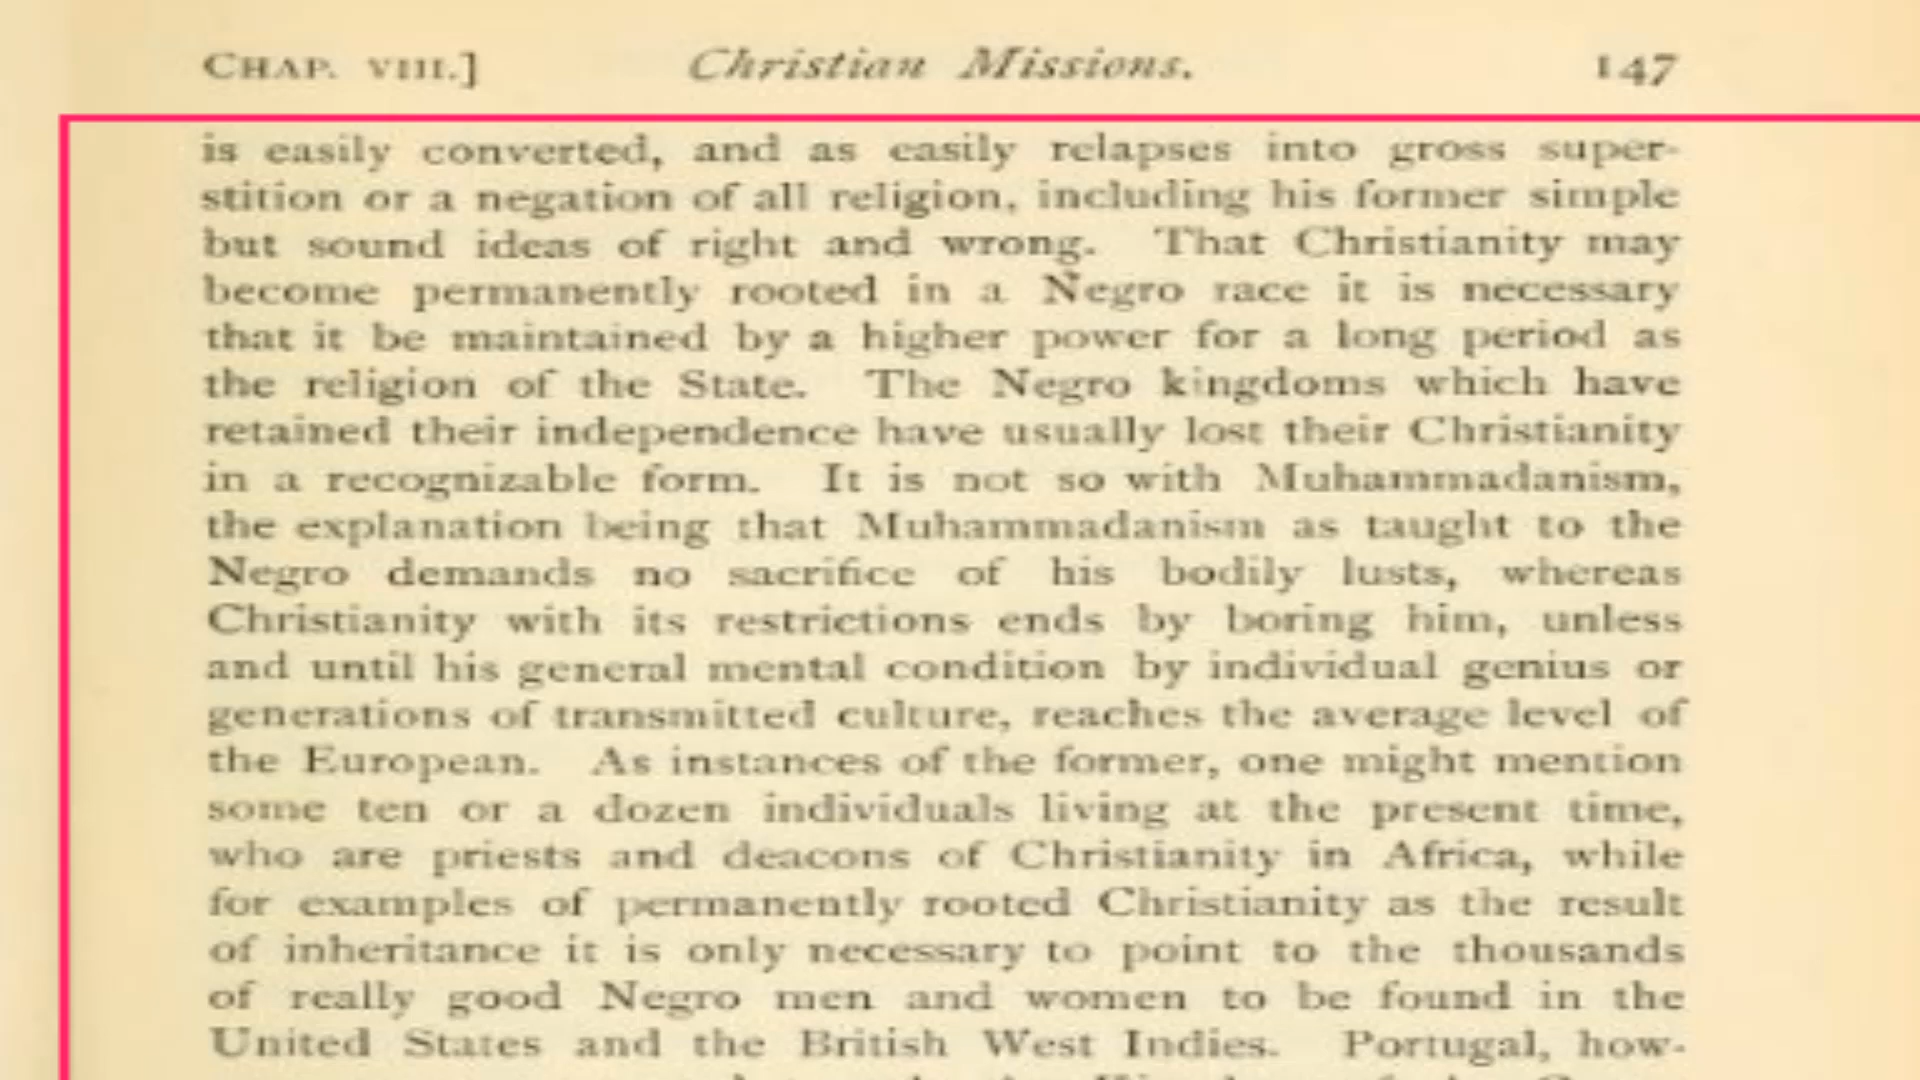 CHAP. VIII.] Christian Missions. 147
is easily converted, and as easily relapses into gross super-
stition or a negation of all religion, including his former simple
but sound ideas of right and wrong. That Christianity may
become permanently rooted in a Negro race it is necessary
that it be maintained by a higher power for a long period as
the religion of the State. The Negro kingdoms which have
retained their independence have usually lost their Christianity
in a recognizable form. It is not so with Muhammadanism,
the explanation being that Muhammadanism as taught to the
Negro demands no sacrifice of his bodily lusts, whereas
Christianity with its restrictions ends by boring him, unless
and until his general mental condition by individual genius or
generations of transmitted culture, reaches the average level of
the European. As instances of the former, one might mention
some ten or a dozen individuals living at the present time,
who are priests and deacons of Christianity in Africa, while
for examples of permanently rooted Christianity as the result
of inheritance it is only necessary to point to the thousands
of really good Negro men and women to be found in the
United States and the British West Indies. Portugal, how-